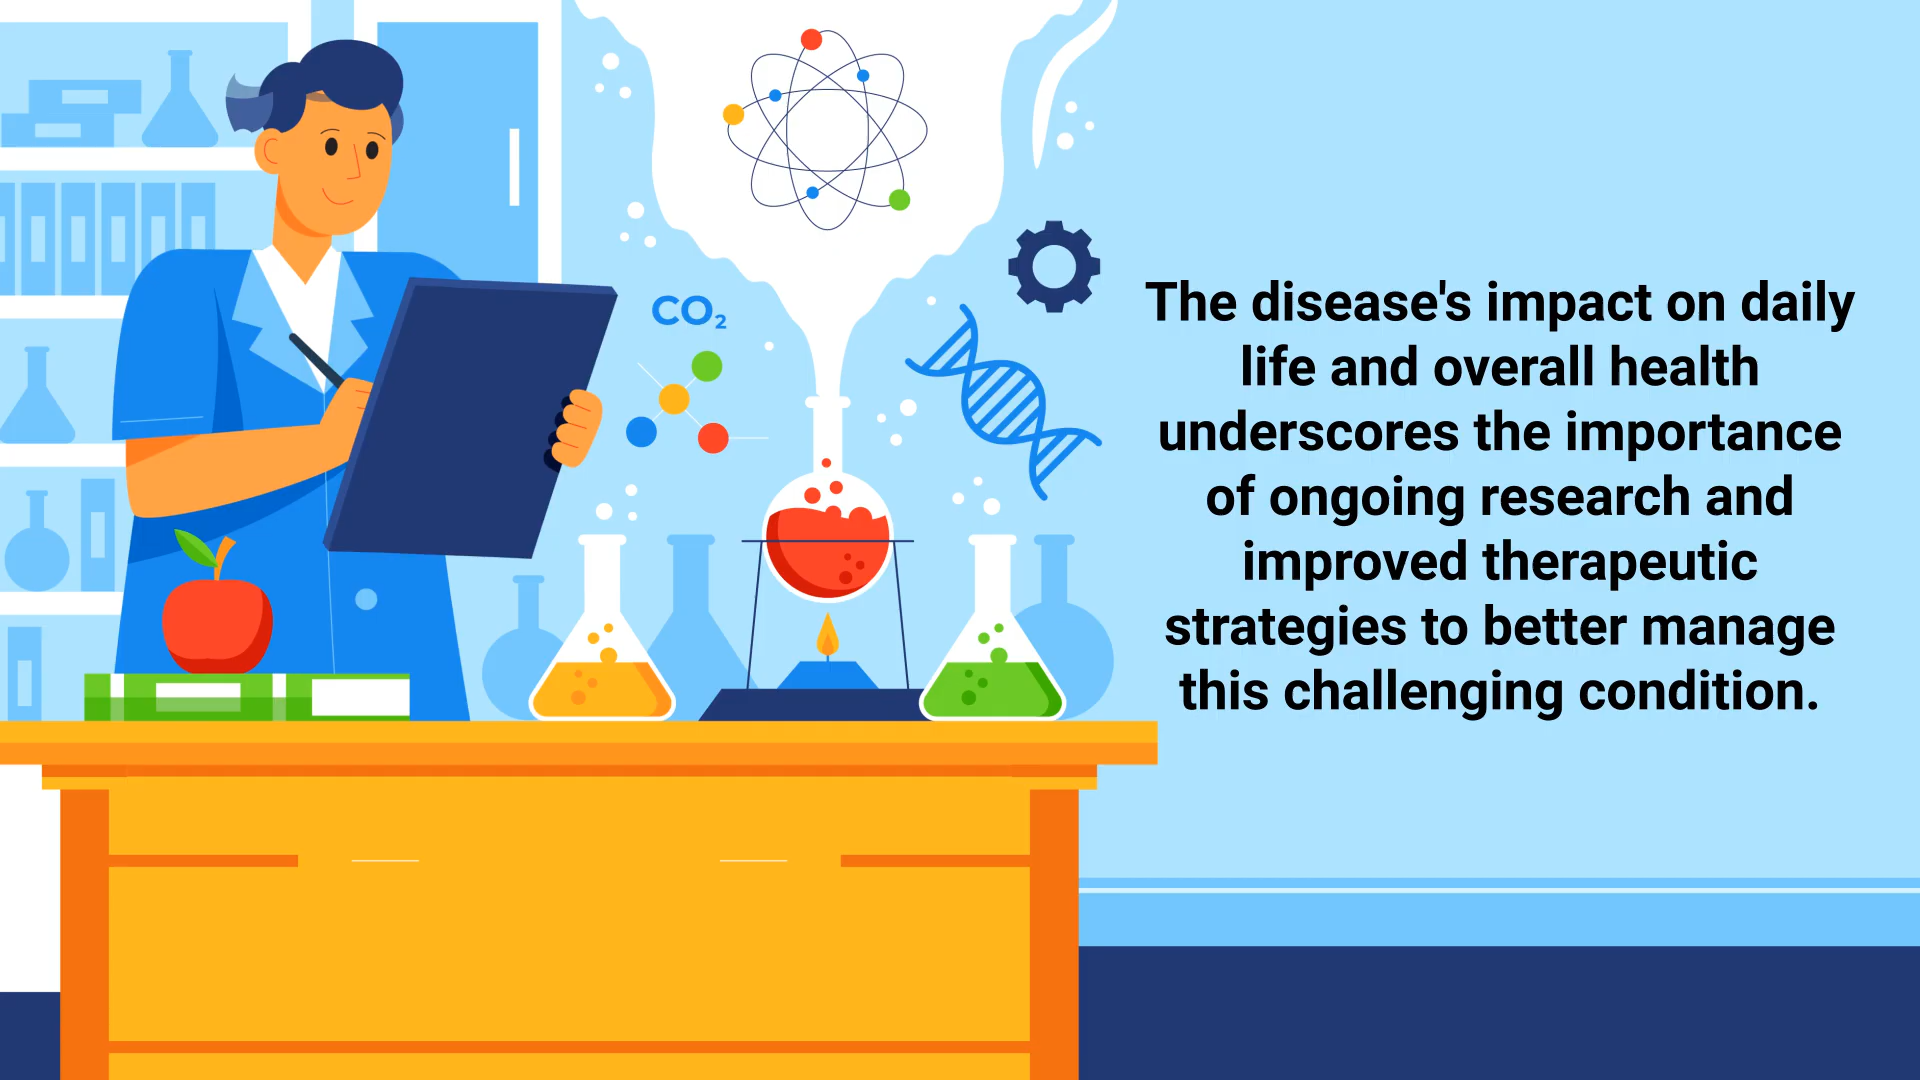 CO₂
The disease's impact on daily
life and overall health
underscores the importance
of ongoing research and
improved therapeutic
strategies to better manage
this challenging condition.